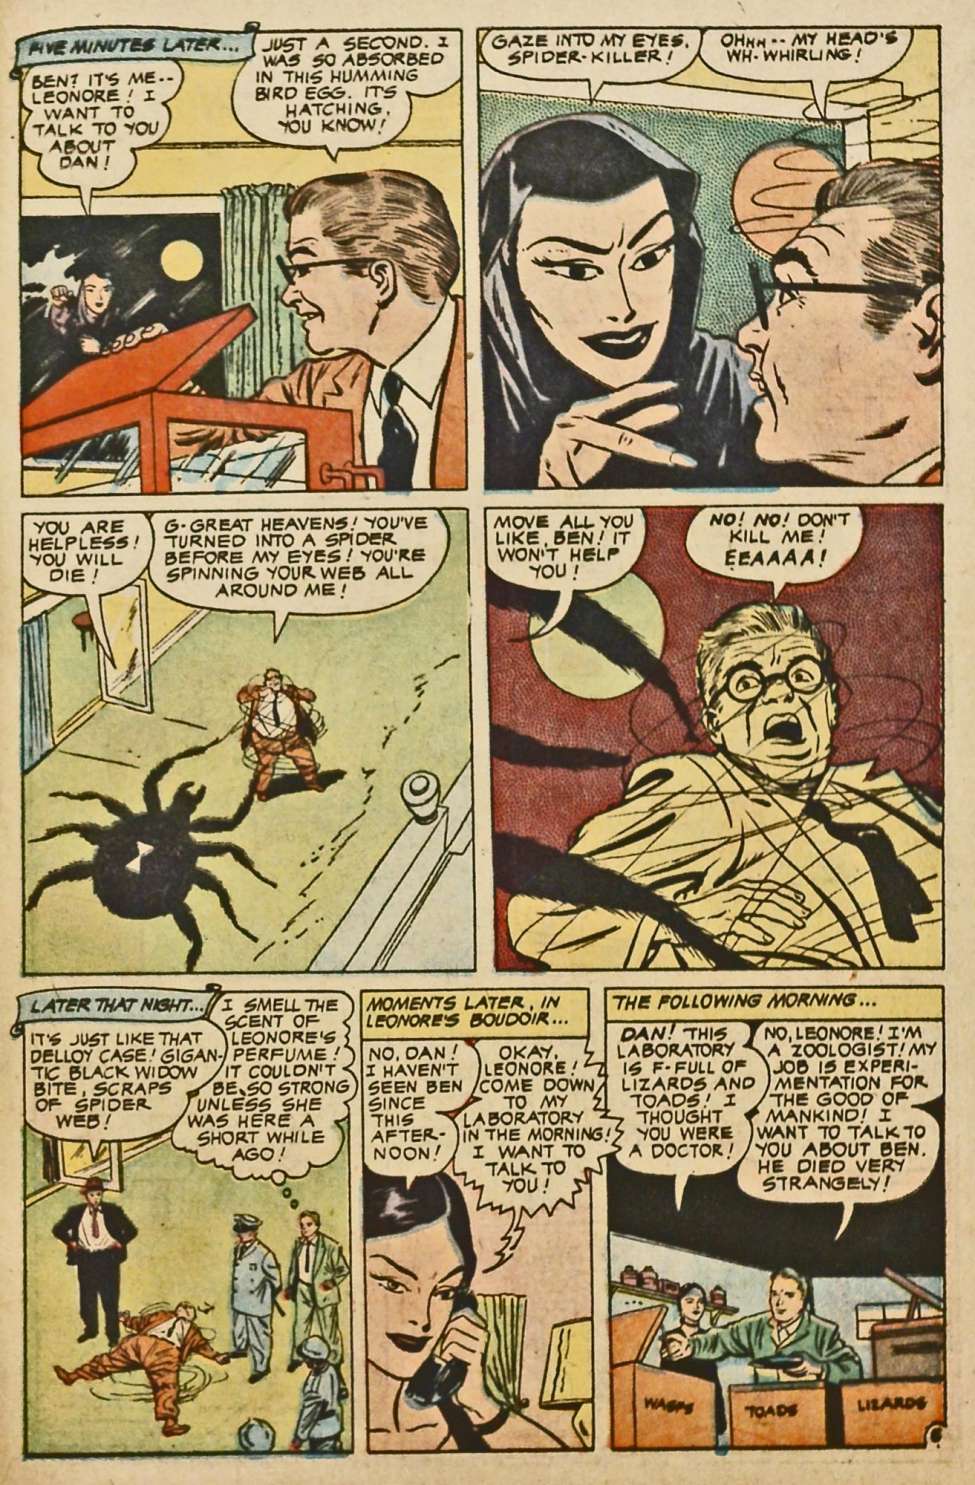 FIVE MINUTES LATER...
BEN? IT'S ME--
LEONORE! I
WANT TO
TALK TO YOU
ABOUT
DAN!
JUST A SECOND. I
WAS SO ABSORBED
IN THIS HUMMING
BIRD EGG. IT'S
HATCHING,
YOU KNOW!
GAZE INTO MY EYES,
SPIDER-KILLER!
OHHH-- MY HEAD'S
WH-WHIRLING!
YOU ARE
HELPLESS!
YOU WILL
DIE!
G-GREAT HEAVENS! YOU'VE
TURNED INTO A SPIDER
BEFORE MY EYES! YOU'RE
SPINNING YOUR WEB ALL
AROUND ME!
MOVE ALL YOU
LIKE, BEN! IT
WON'T HELP
YOU!
NO! NO! DON'T
KILL ME!
EEAAAA!
LATER THAT NIGHT...
IT'S JUST LIKE THAT
DELLOY CASE! GIGAN-
TIC BLACK WIDOW
BITE, SCRAPS
OF SPIDER
WEB!
I SMELL THE
SCENT OF
LEONORE'S
PERFUME!
IT COULDN'T
BE SO STRONG
UNLESS SHE
WAS HERE A
SHORT WHILE
AGO!
MOMENTS LATER, IN
LEONORE'S BOUDOIR...
NO, DAN!
I HAVEN'T
SEEN BEN
SINCE
THIS
AFTER-
NOON!
OKAY,
LEONORE!
COME DOWN
TO MY
LABORATORY
IN THE MORNING!
I WANT TO
TALK TO
YOU!
THE FOLLOWING MORNING...
DAN! THIS
LABORATORY
IS F-FULL OF
LIZARDS AND
TOADS! I
THOUGHT
YOU WERE
A DOCTOR!
NO, LEONORE! I'M
A ZOOLOGIST! MY
JOB IS EXPERI-
MENTATION FOR
THE GOOD OF
MANKIND! I
WANT TO TALK TO
YOU ABOUT BEN.
HE DIED VERY
STRANGELY!
WASPS
TOADS
LIZARDS